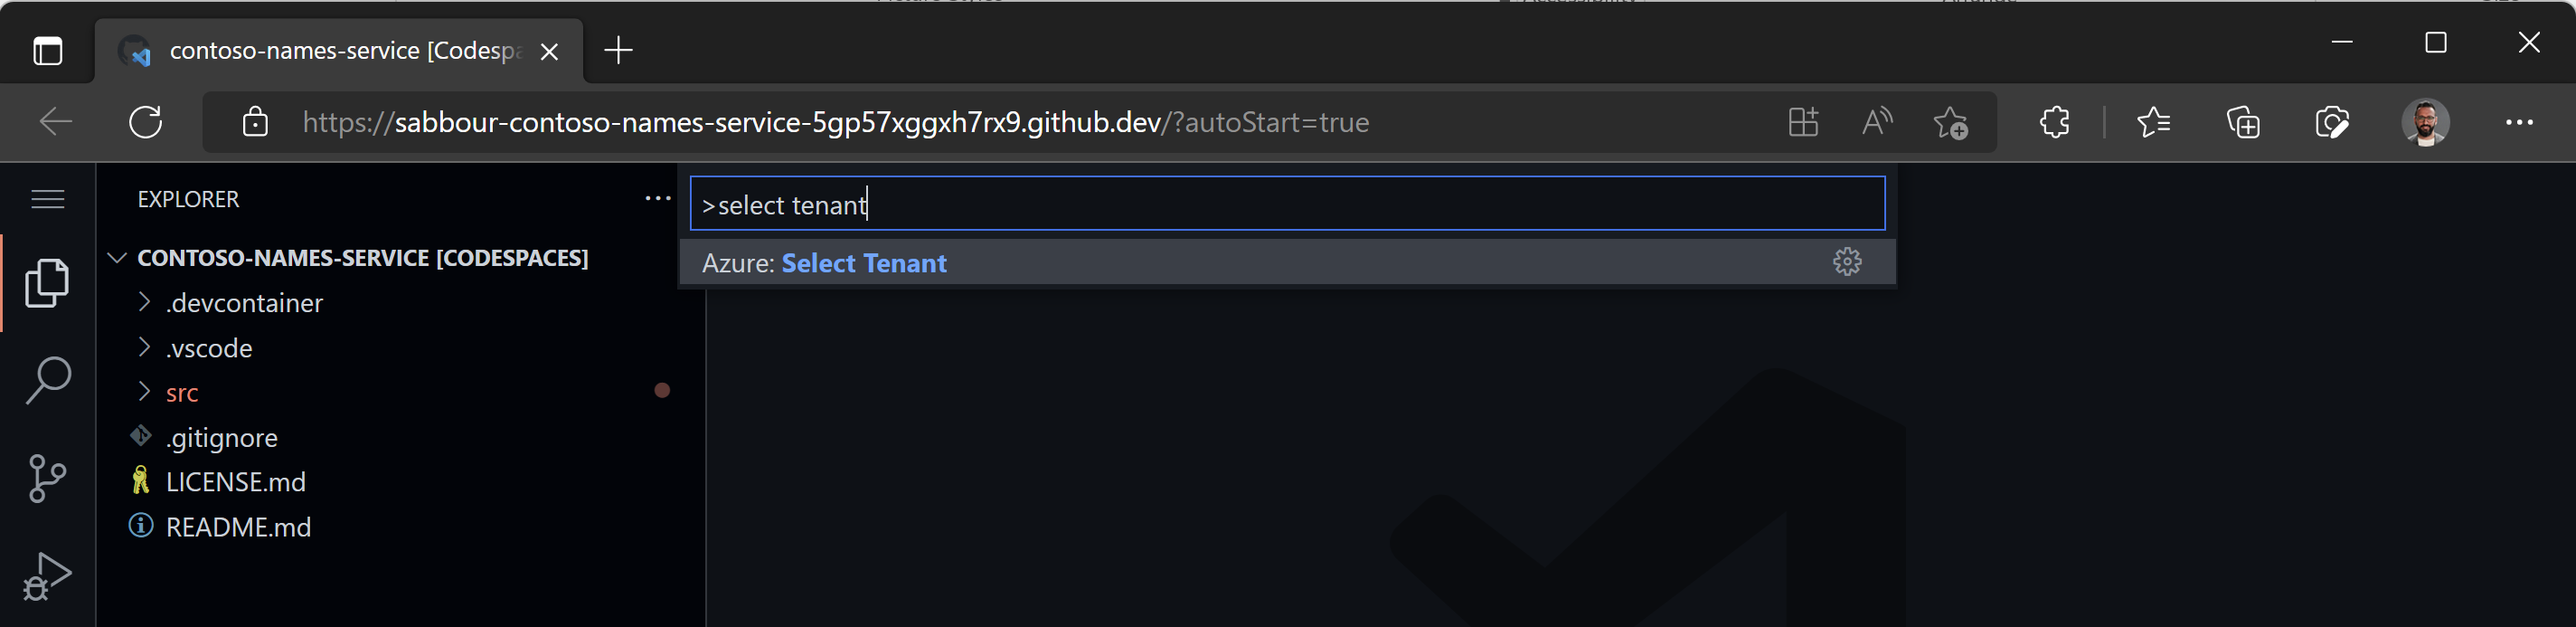 contoso-names-service [Codespa
https://sabbour-contoso-names-service-5gp57xggxh7rx9.github.dev/?autoStart=true
EXPLORER
>select tenant
Azure: Select Tenant
CONTOSO-NAMES-SERVICE [CODESPACES]
.devcontainer
.vscode
src
.gitignore
LICENSE.md
README.md